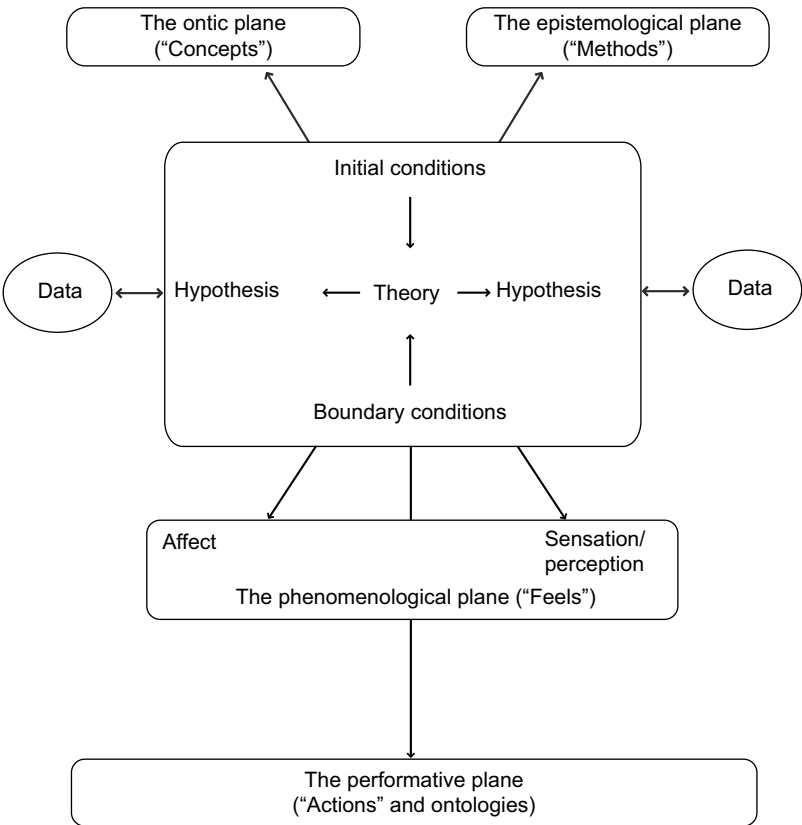 The ontic plane
(“Concepts”)
The epistemological plane
(“Methods”)
Initial conditions
Data
Hypothesis
Theory
Hypothesis
Data
Boundary conditions
Affect
Sensation/
perception
The phenomenological plane (“Feels”)
The performative plane
(“Actions” and ontologies)